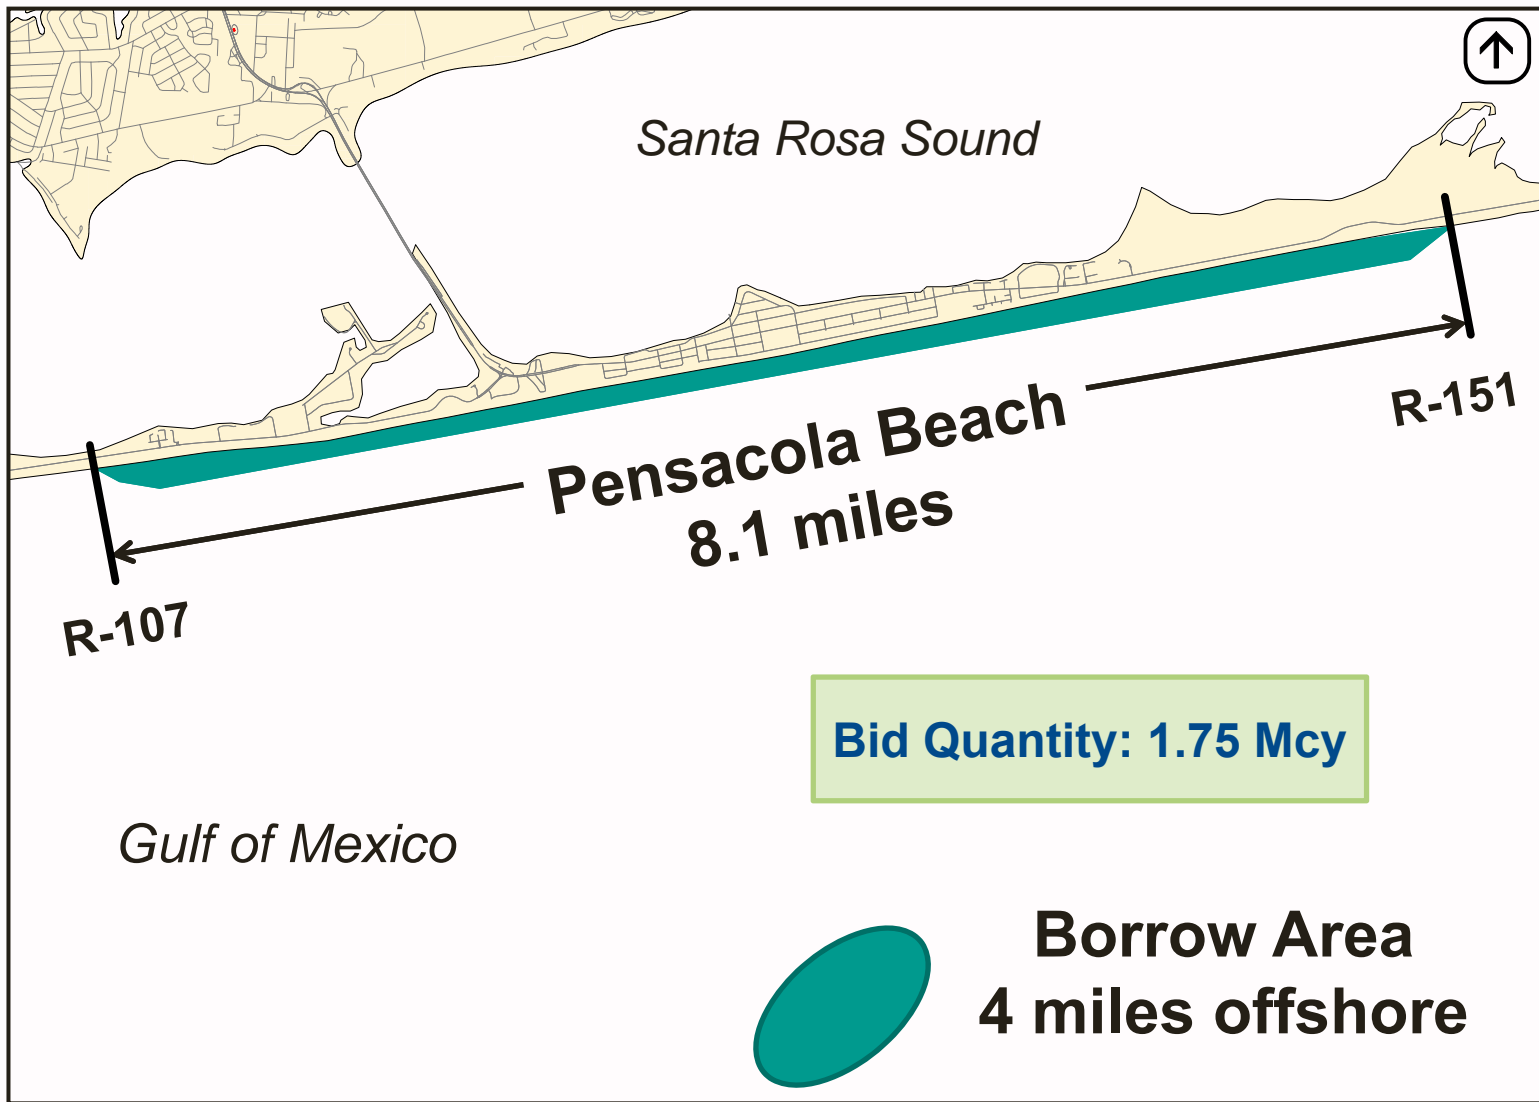 Santa Rosa Sound
Pensacola Beach
8.1 miles
R-151
R-107
Bid Quantity: 1.75 Mcy
Gulf of Mexico
Borrow Area
4 miles offshore